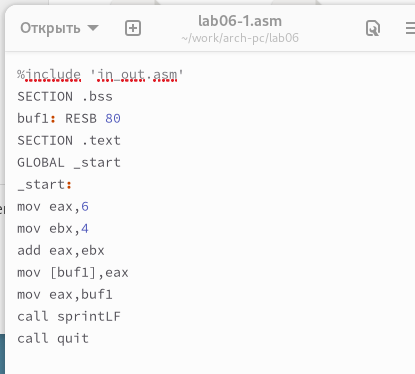 Открыть
lab06-1.asm
~/work/arch-pc/lab06
%include 'in_out.asm'
SECTION .bss
buf1: RESB 80
SECTION .text
GLOBAL _start
_start:
mov eax,6
mov ebx,4
add eax,ebx
mov [buf1],eax
mov eax,buf1
call sprintLF
call quit